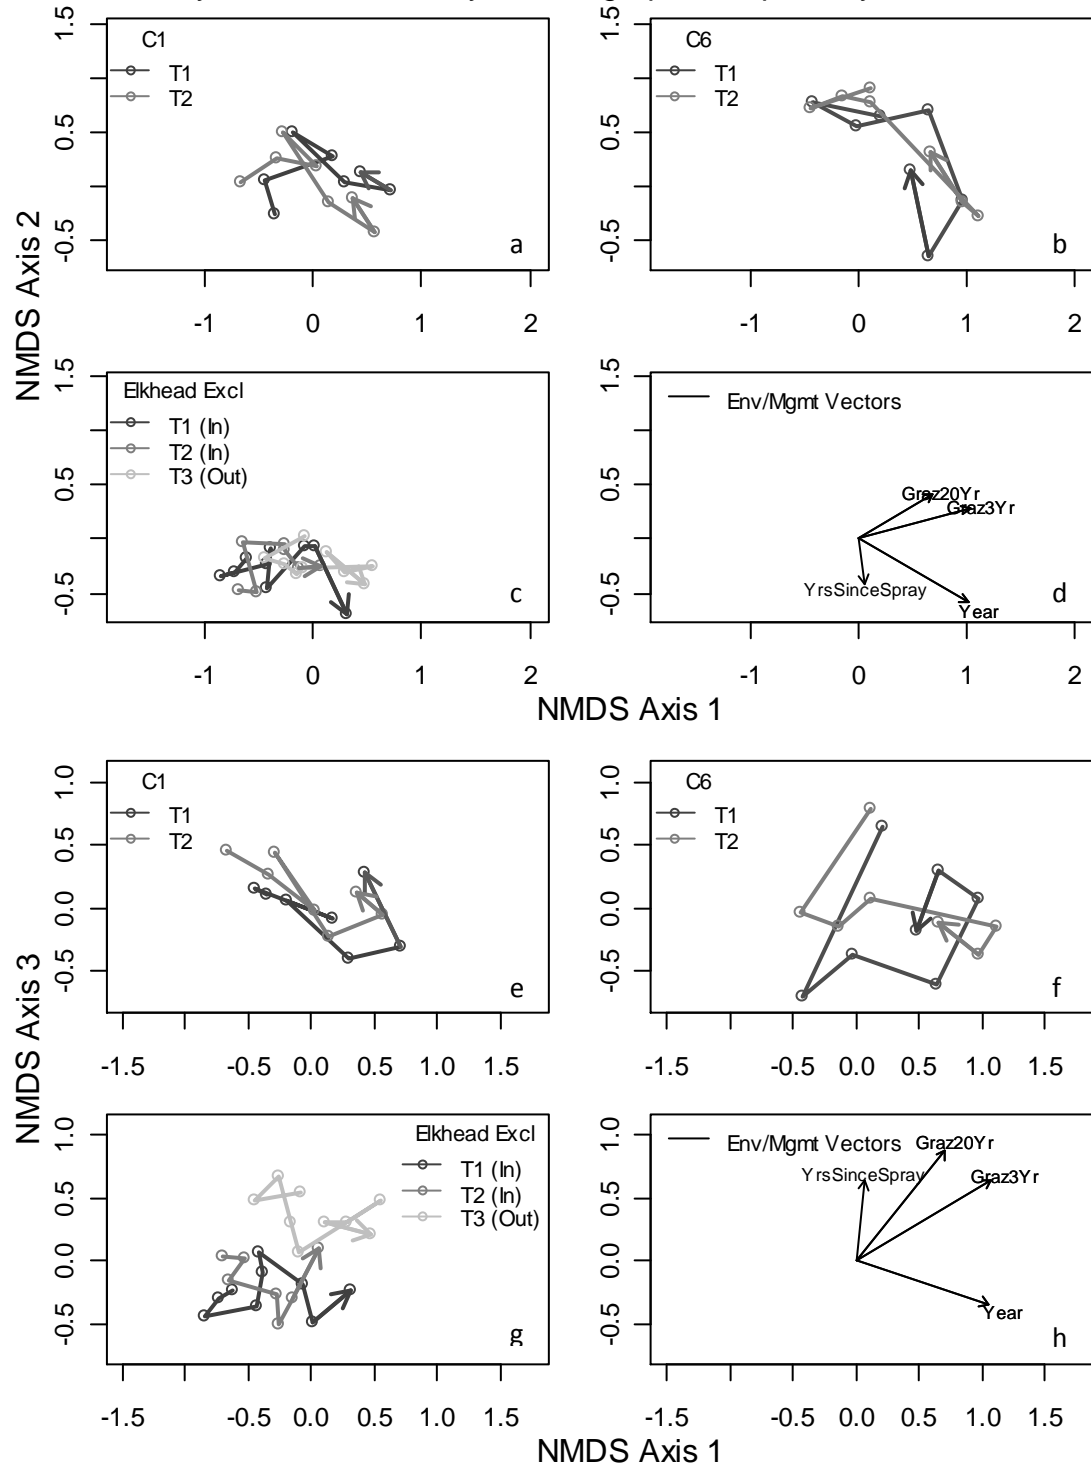 C1
T1
T2
a
1.5
0.5
-0.5
-1 0 1 2
C6
T1
T2
b
1.5
0.5
-0.5
-1 0 1 2
NMDS Axis 2
Elkhead Excl
T1 (In)
T2 (In)
T3 (Out)
c
1.5
0.5
-0.5
-1 0 1 2
Env/Mgmt Vectors
Graz20Yr
Graz3Yr
YrsSinceSpray
Year
d
1.5
0.5
-0.5
-1 0 1 2
NMDS Axis 1
C1
T1
T2
e
1.0
0.5
0.0
-0.5
-1.5 -0.5 0.0 0.5 1.0 1.5
C6
T1
T2
f
1.0
0.5
0.0
-0.5
-1.5 -0.5 0.0 0.5 1.0 1.5
NMDS Axis 3
Elkhead Excl
T1 (In)
T2 (In)
T3 (Out)
g
1.0
0.5
0.0
-0.5
-1.5 -0.5 0.0 0.5 1.0 1.5
Env/Mgmt Vectors
Graz20Yr
YrsSinceSpray
Graz3Yr
Year
h
1.0
0.5
0.0
-0.5
-1.5 -0.5 0.0 0.5 1.0 1.5
NMDS Axis 1